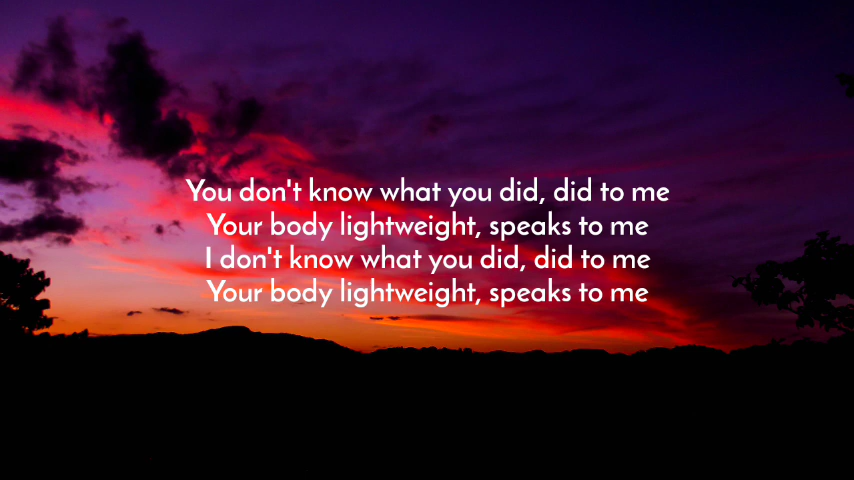 You don't know what you did, did to me
Your body lightweight, speaks to me
I don't know what you did, did to me
Your body lightweight, speaks to me